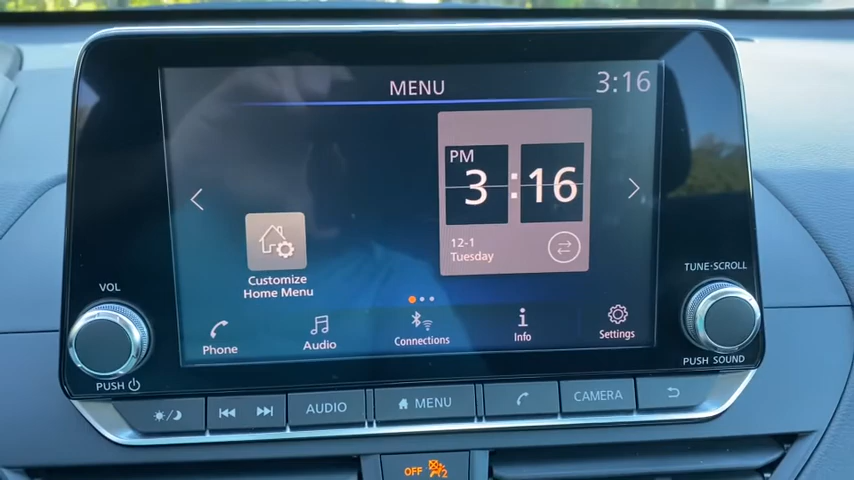 MENU
3:16
PM
3:16
12-1
Tuesday
Customize
Home Menu
Phone
Audio
Connections
Info
Settings
VOL
PUSH
TUNE·SCROLL
PUSH SOUND
AUDIO
MENU
CAMERA
OFF
2